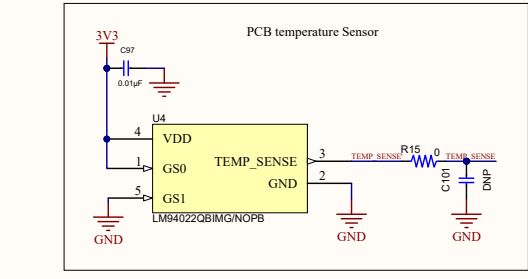 PCB temperature Sensor
3V3
C97
0.01µF
U4
4 VDD
1 GS0
5 GS1
TEMP_SENSE 3
GND 2
LM94022QBIMG/NOPB
TEMP_SENSE
R15 0
TEMP_SENSE
C101
DNP
GND
GND
GND